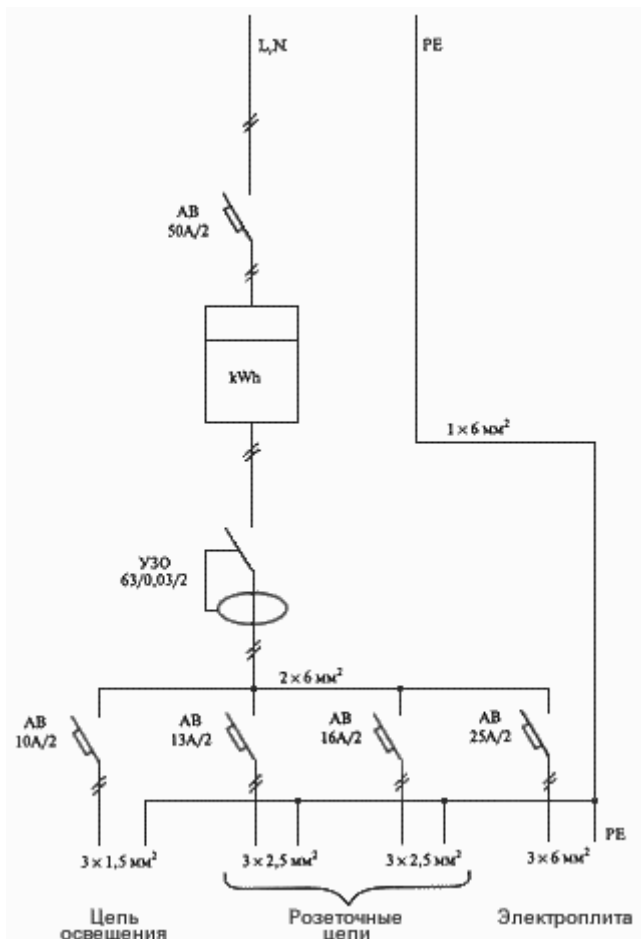 L,N
PE
АВ
50А/2
kWh
1 × 6 мм²
УЗО
63/0,03/2
2 × 6 мм²
АВ
10А/2
АВ
13А/2
АВ
16А/2
АВ
25А/2
PE
3 × 1,5 мм²
3 × 2,5 мм²
3 × 2,5 мм²
3 × 6 мм²
Цепь
освещения
Розеточные
цепи
Электроплита